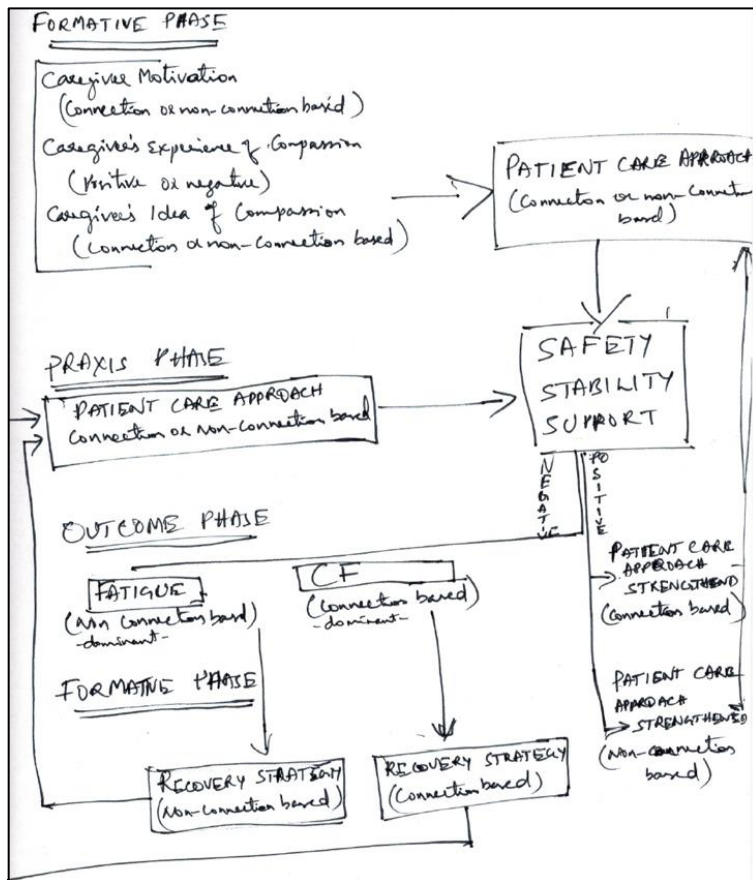 FORMATIVE PHASE
Caregiver Motivation
(Connection or non-connection based)
Caregiver's Experience of Compassion
(Positive or negative)
Caregiver's Idea of Compassion
(Connection or non-connection based)
PATIENT CARE APPROACH
(Connection or non-connection
based)
SAFETY
STABILITY
SUPPORT
PRAXIS PHASE
PATIENT CARE APPROACH
Connection or non-connection based
NEGATIVE
POSITIVE
OUTCOME PHASE
FATIGUE
(Non Connection based)
-dominant-
CF
(Connection based)
-dominant-
PATIENT CARE
APPROACH
STRENGTHEND
(Connection based)
FORMATIVE PHASE
PATIENT CARE
APPROACH
STRENGTHENED
(Non-connection
based)
RECOVERY STRATEGY
(Non-connection based)
RECOVERY STRATEGY
(Connection based)